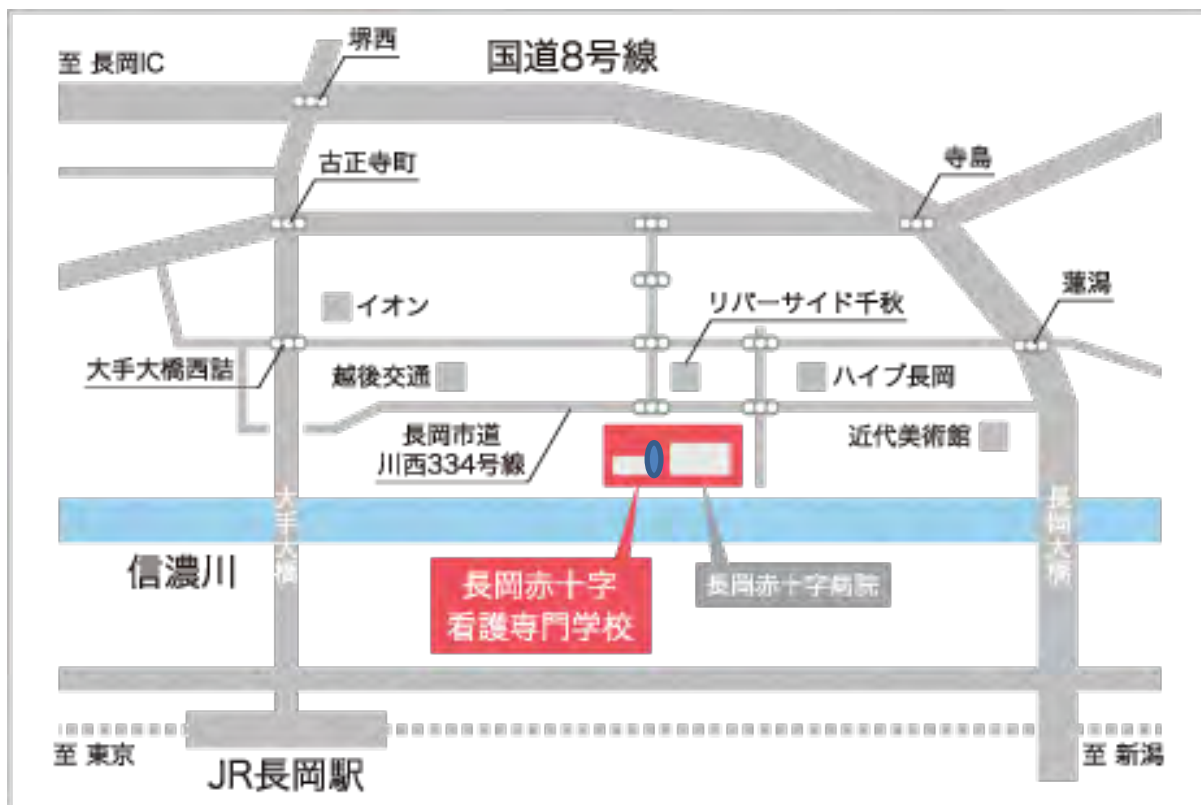 堺西
国道8号線
至 長岡IC
古正寺町
寺島
蓮潟
イオン
リバーサイド千秋
大手大橋西詰
越後交通
ハイブ長岡
長岡市道
川西334号線
近代美術館
大手大橋
長岡大橋
信濃川
長岡赤十字
看護専門学校
長岡赤十字病院
至 東京
JR長岡駅
至 新潟